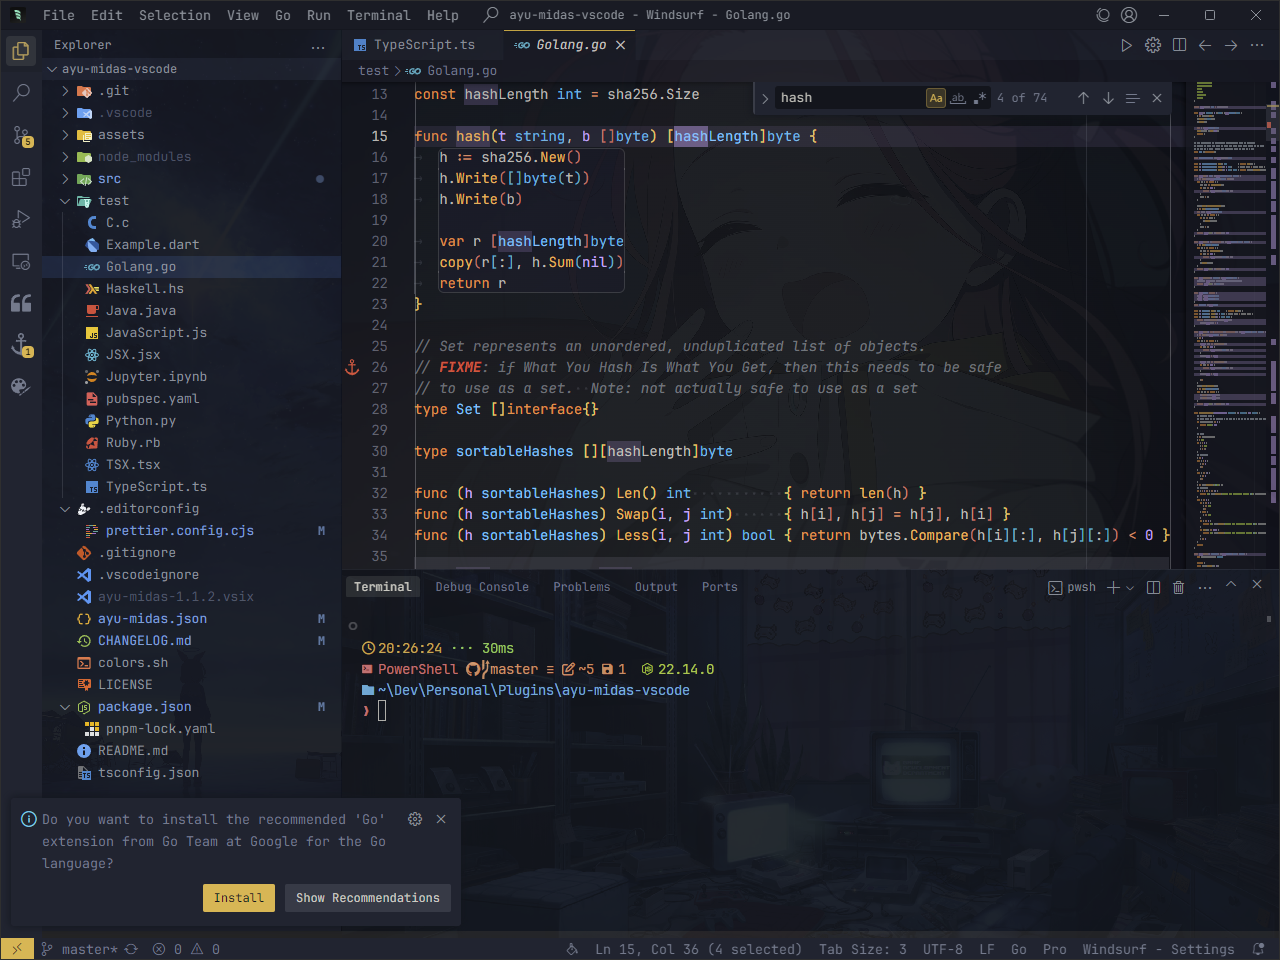 File Edit Selection View Go Run Terminal Help
ayu-midas-vscode - Windsurf - Golang.go
Explorer
ayu-midas-vscode
.git
.vscode
assets
node_modules
src
test
C.c
Example.dart
Golang.go
Haskell.hs
Java.java
JavaScript.js
JSX.jsx
Jupyter.ipynb
pubspec.yaml
Python.py
Ruby.rb
TSX.tsx
TypeScript.ts
.editorconfig
prettier.config.cjs M
.gitignore
.vscodeignore
ayu-midas-1.1.2.vsix
ayu-midas.json M
CHANGELOG.md M
colors.sh
LICENSE
package.json M
pnpm-lock.yaml
README.md
tsconfig.json
5
1
TypeScript.ts
Golang.go
test > Golang.go
hash
Aa ab .*
4 of 74
13 const hashLength int = sha256.Size
14
15 func hash(t string, b []byte) [hashLength]byte {
16 h := sha256.New()
17 h.Write([]byte(t))
18 h.Write(b)
19
20 var r [hashLength]byte
21 copy(r[:], h.Sum(nil))
22 return r
23 }
24
25 // Set represents an unordered, unduplicated list of objects.
26 // FIXME: if What You Hash Is What You Get, then this needs to be safe
27 // to use as a set. Note: not actually safe to use as a set
28 type Set []interface{}
29
30 type sortableHashes [][hashLength]byte
31
32 func (h sortableHashes) Len() int { return len(h) }
33 func (h sortableHashes) Swap(i, j int) { h[i], h[j] = h[j], h[i] }
34 func (h sortableHashes) Less(i, j int) bool { return bytes.Compare(h[i][:], h[j][:]) < 0 }
35
Terminal Debug Console Problems Output Ports
pwsh
20:26:24 ··· 30ms
PowerShell master ≡ ~5 1 22.14.0
~\Dev\Personal\Plugins\ayu-midas-vscode
❯
Do you want to install the recommended 'Go'
extension from Go Team at Google for the Go
language?
Install
Show Recommendations
master* 0 0
Ln 15, Col 36 (4 selected) Tab Size: 3 UTF-8 LF Go Pro Windsurf - Settings